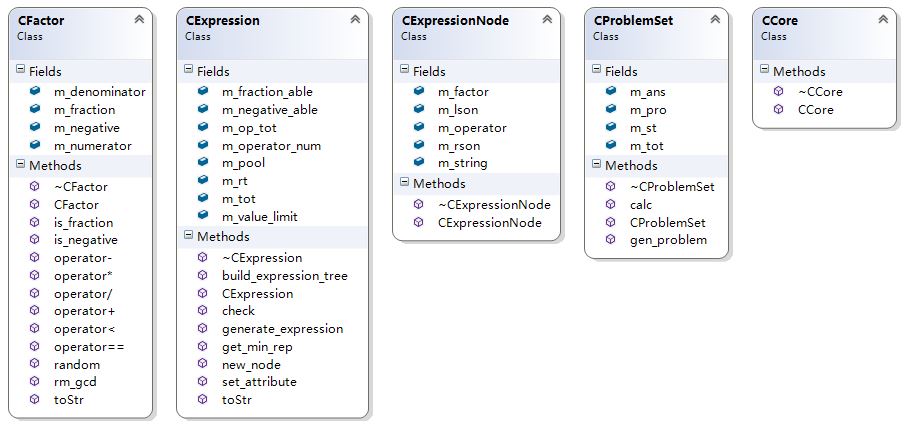 CFactor
Class
Fields
m_denominator
m_fraction
m_negative
m_numerator
Methods
~CFactor
CFactor
is_fraction
is_negative
operator-
operator*
operator/
operator+
operator<
operator==
random
rm_gcd
toStr
CExpression
Class
Fields
m_fraction_able
m_negative_able
m_op_tot
m_operator_num
m_pool
m_rt
m_tot
m_value_limit
Methods
~CExpression
build_expression_tree
CExpression
check
generate_expression
get_min_rep
new_node
set_attribute
toStr
CExpressionNode
Class
Fields
m_factor
m_lson
m_operator
m_rson
m_string
Methods
~CExpressionNode
CExpressionNode
CProblemSet
Class
Fields
m_ans
m_pro
m_st
m_tot
Methods
~CProblemSet
calc
CProblemSet
gen_problem
CCore
Class
Methods
~CCore
CCore